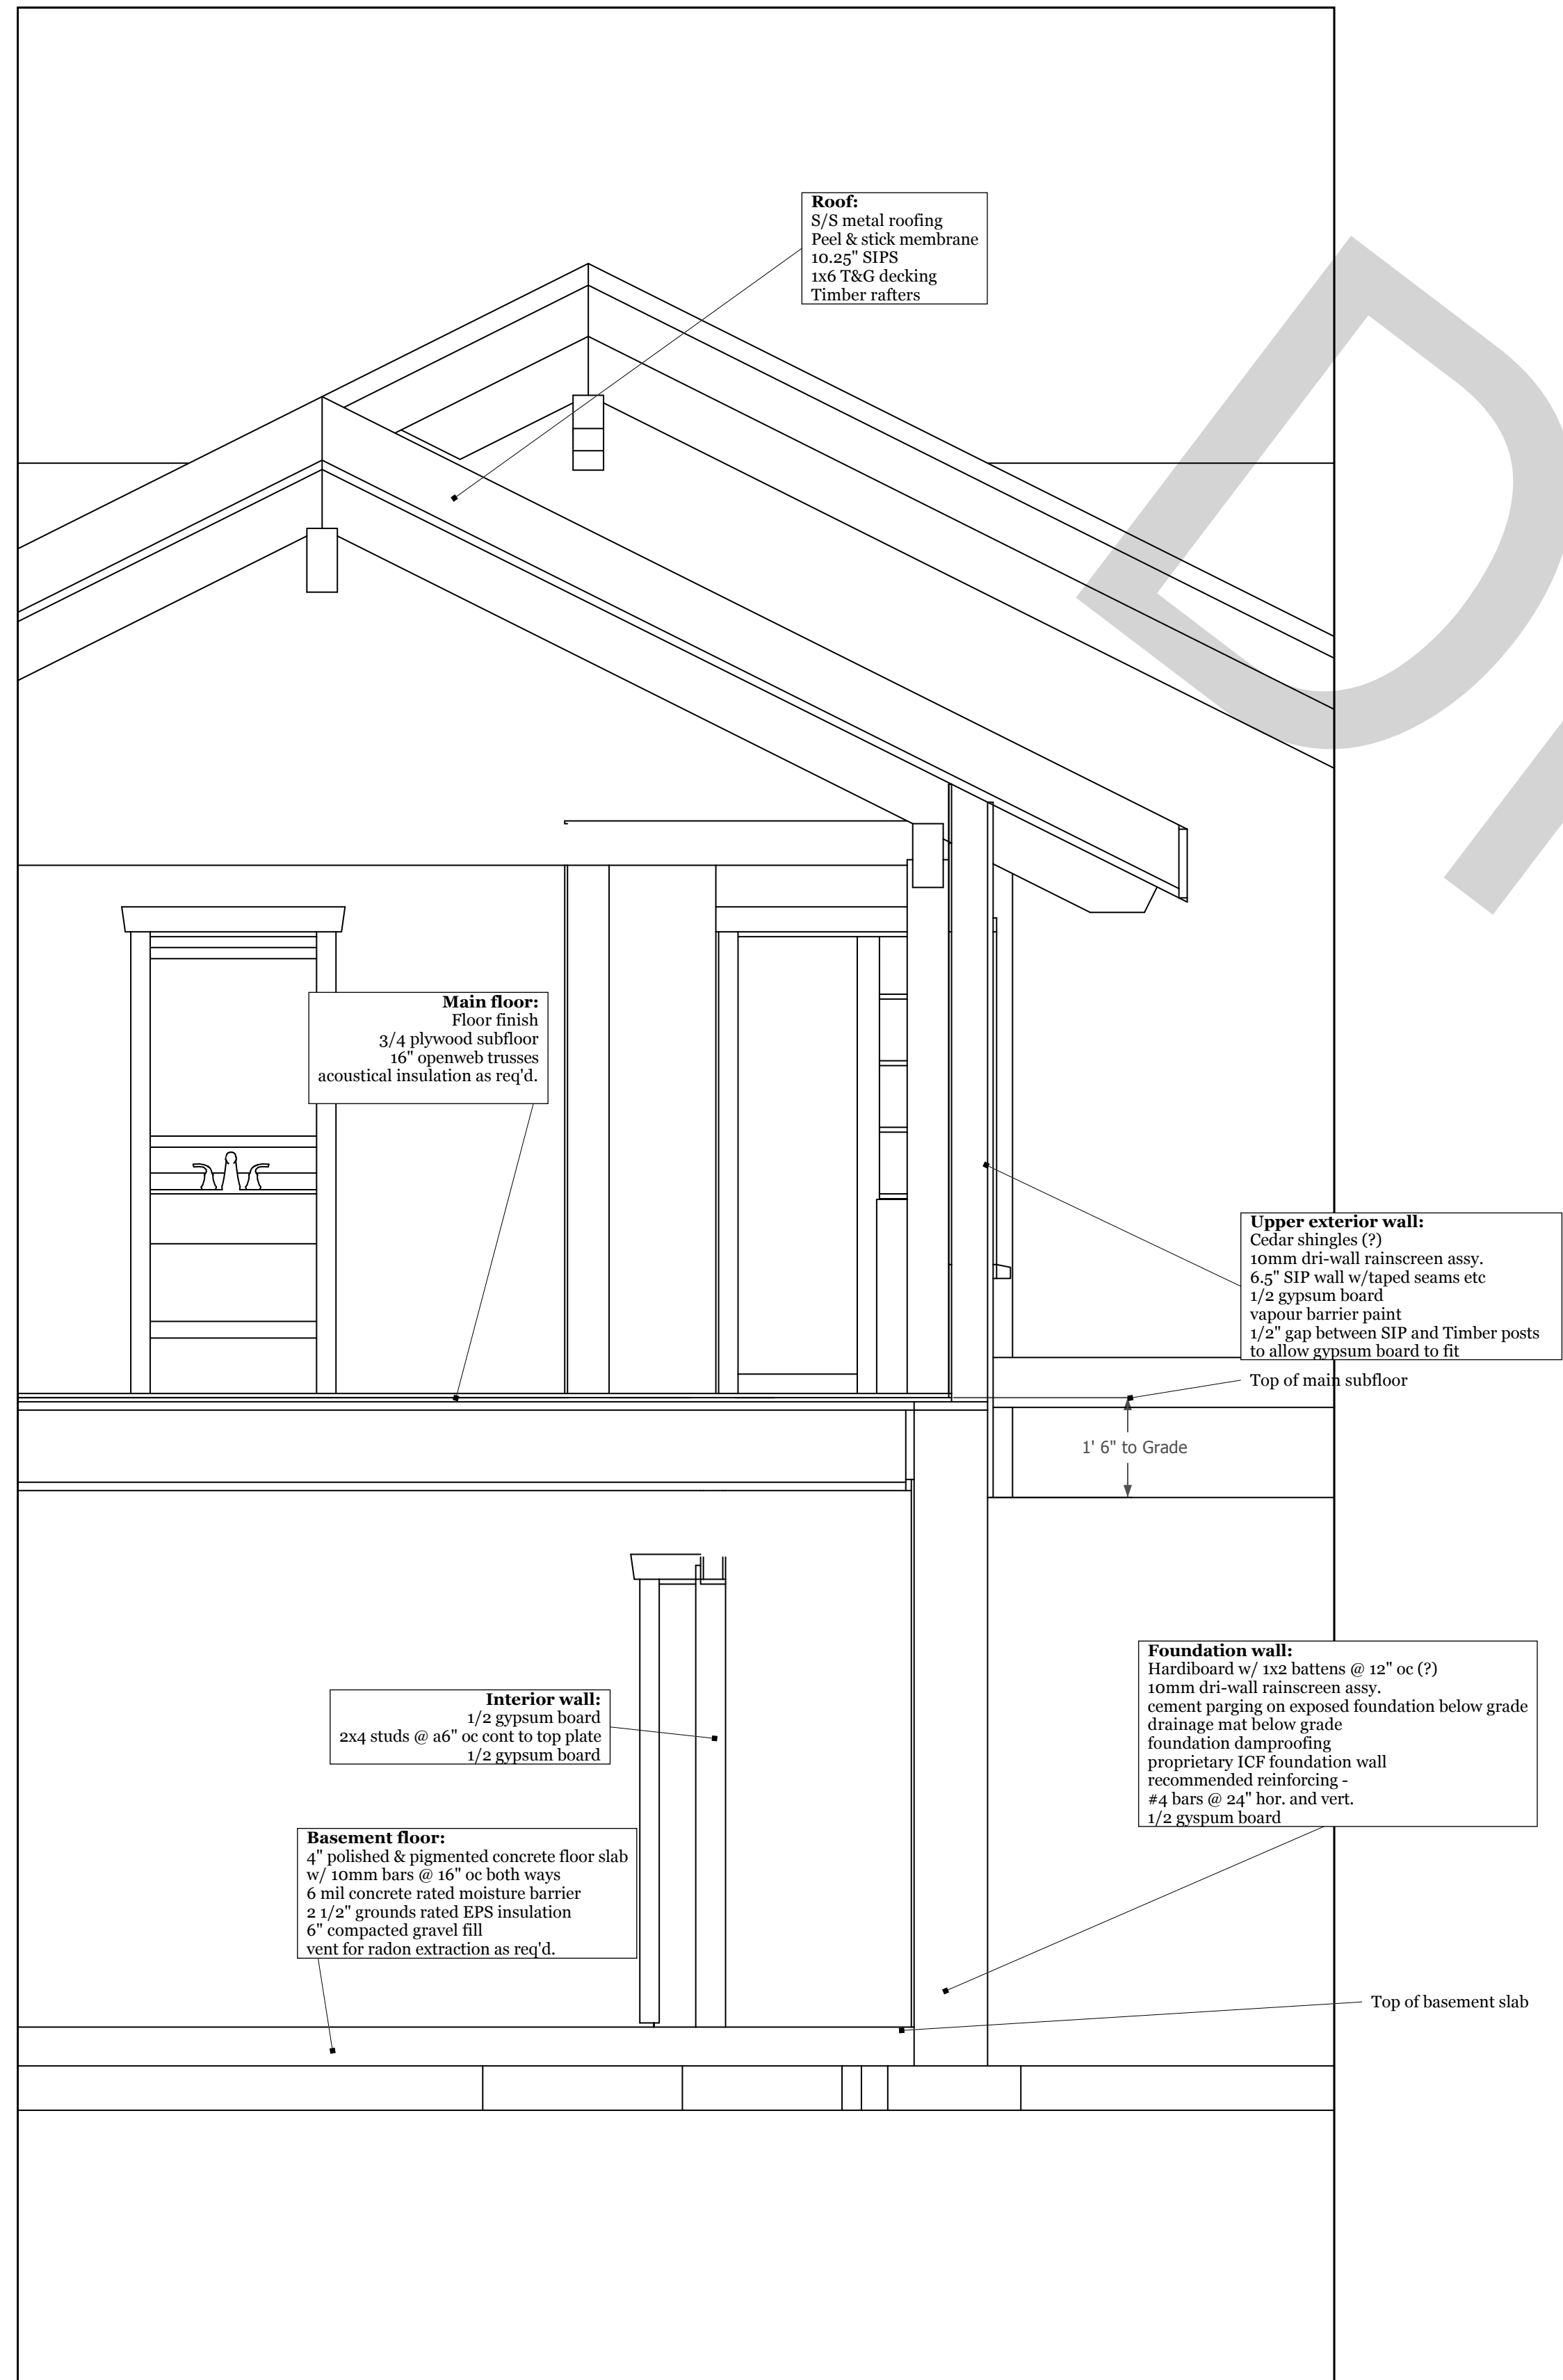 Roof:
S/S metal roofing
Peel & stick membrane
10.25" SIPS
1x6 T&G decking
Timber rafters
Main floor:
Floor finish
3/4 plywood subfloor
16" openweb trusses
acoustical insulation as req'd.
Upper exterior wall:
Cedar shingles (?)
10mm dri-wall rainscreen assy.
6.5" SIP wall w/taped seams etc
1/2 gypsum board
vapour barrier paint
1/2" gap between SIP and Timber posts
to allow gypsum board to fit
Top of main subfloor
1' 6" to Grade
Foundation wall:
Hardiboard w/ 1x2 battens @ 12" oc (?)
10mm dri-wall rainscreen assy.
cement parging on exposed foundation below grade
drainage mat below grade
foundation damproofing
proprietary ICF foundation wall
recommended reinforcing -
#4 bars @ 24" hor. and vert.
1/2 gyspum board
Interior wall:
1/2 gypsum board
2x4 studs @ a6" oc cont to top plate
1/2 gypsum board
Basement floor:
4" polished & pigmented concrete floor slab
w/ 10mm bars @ 16" oc both ways
6 mil concrete rated moisture barrier
2 1/2" grounds rated EPS insulation
6" compacted gravel fill
vent for radon extraction as req'd.
Top of basement slab